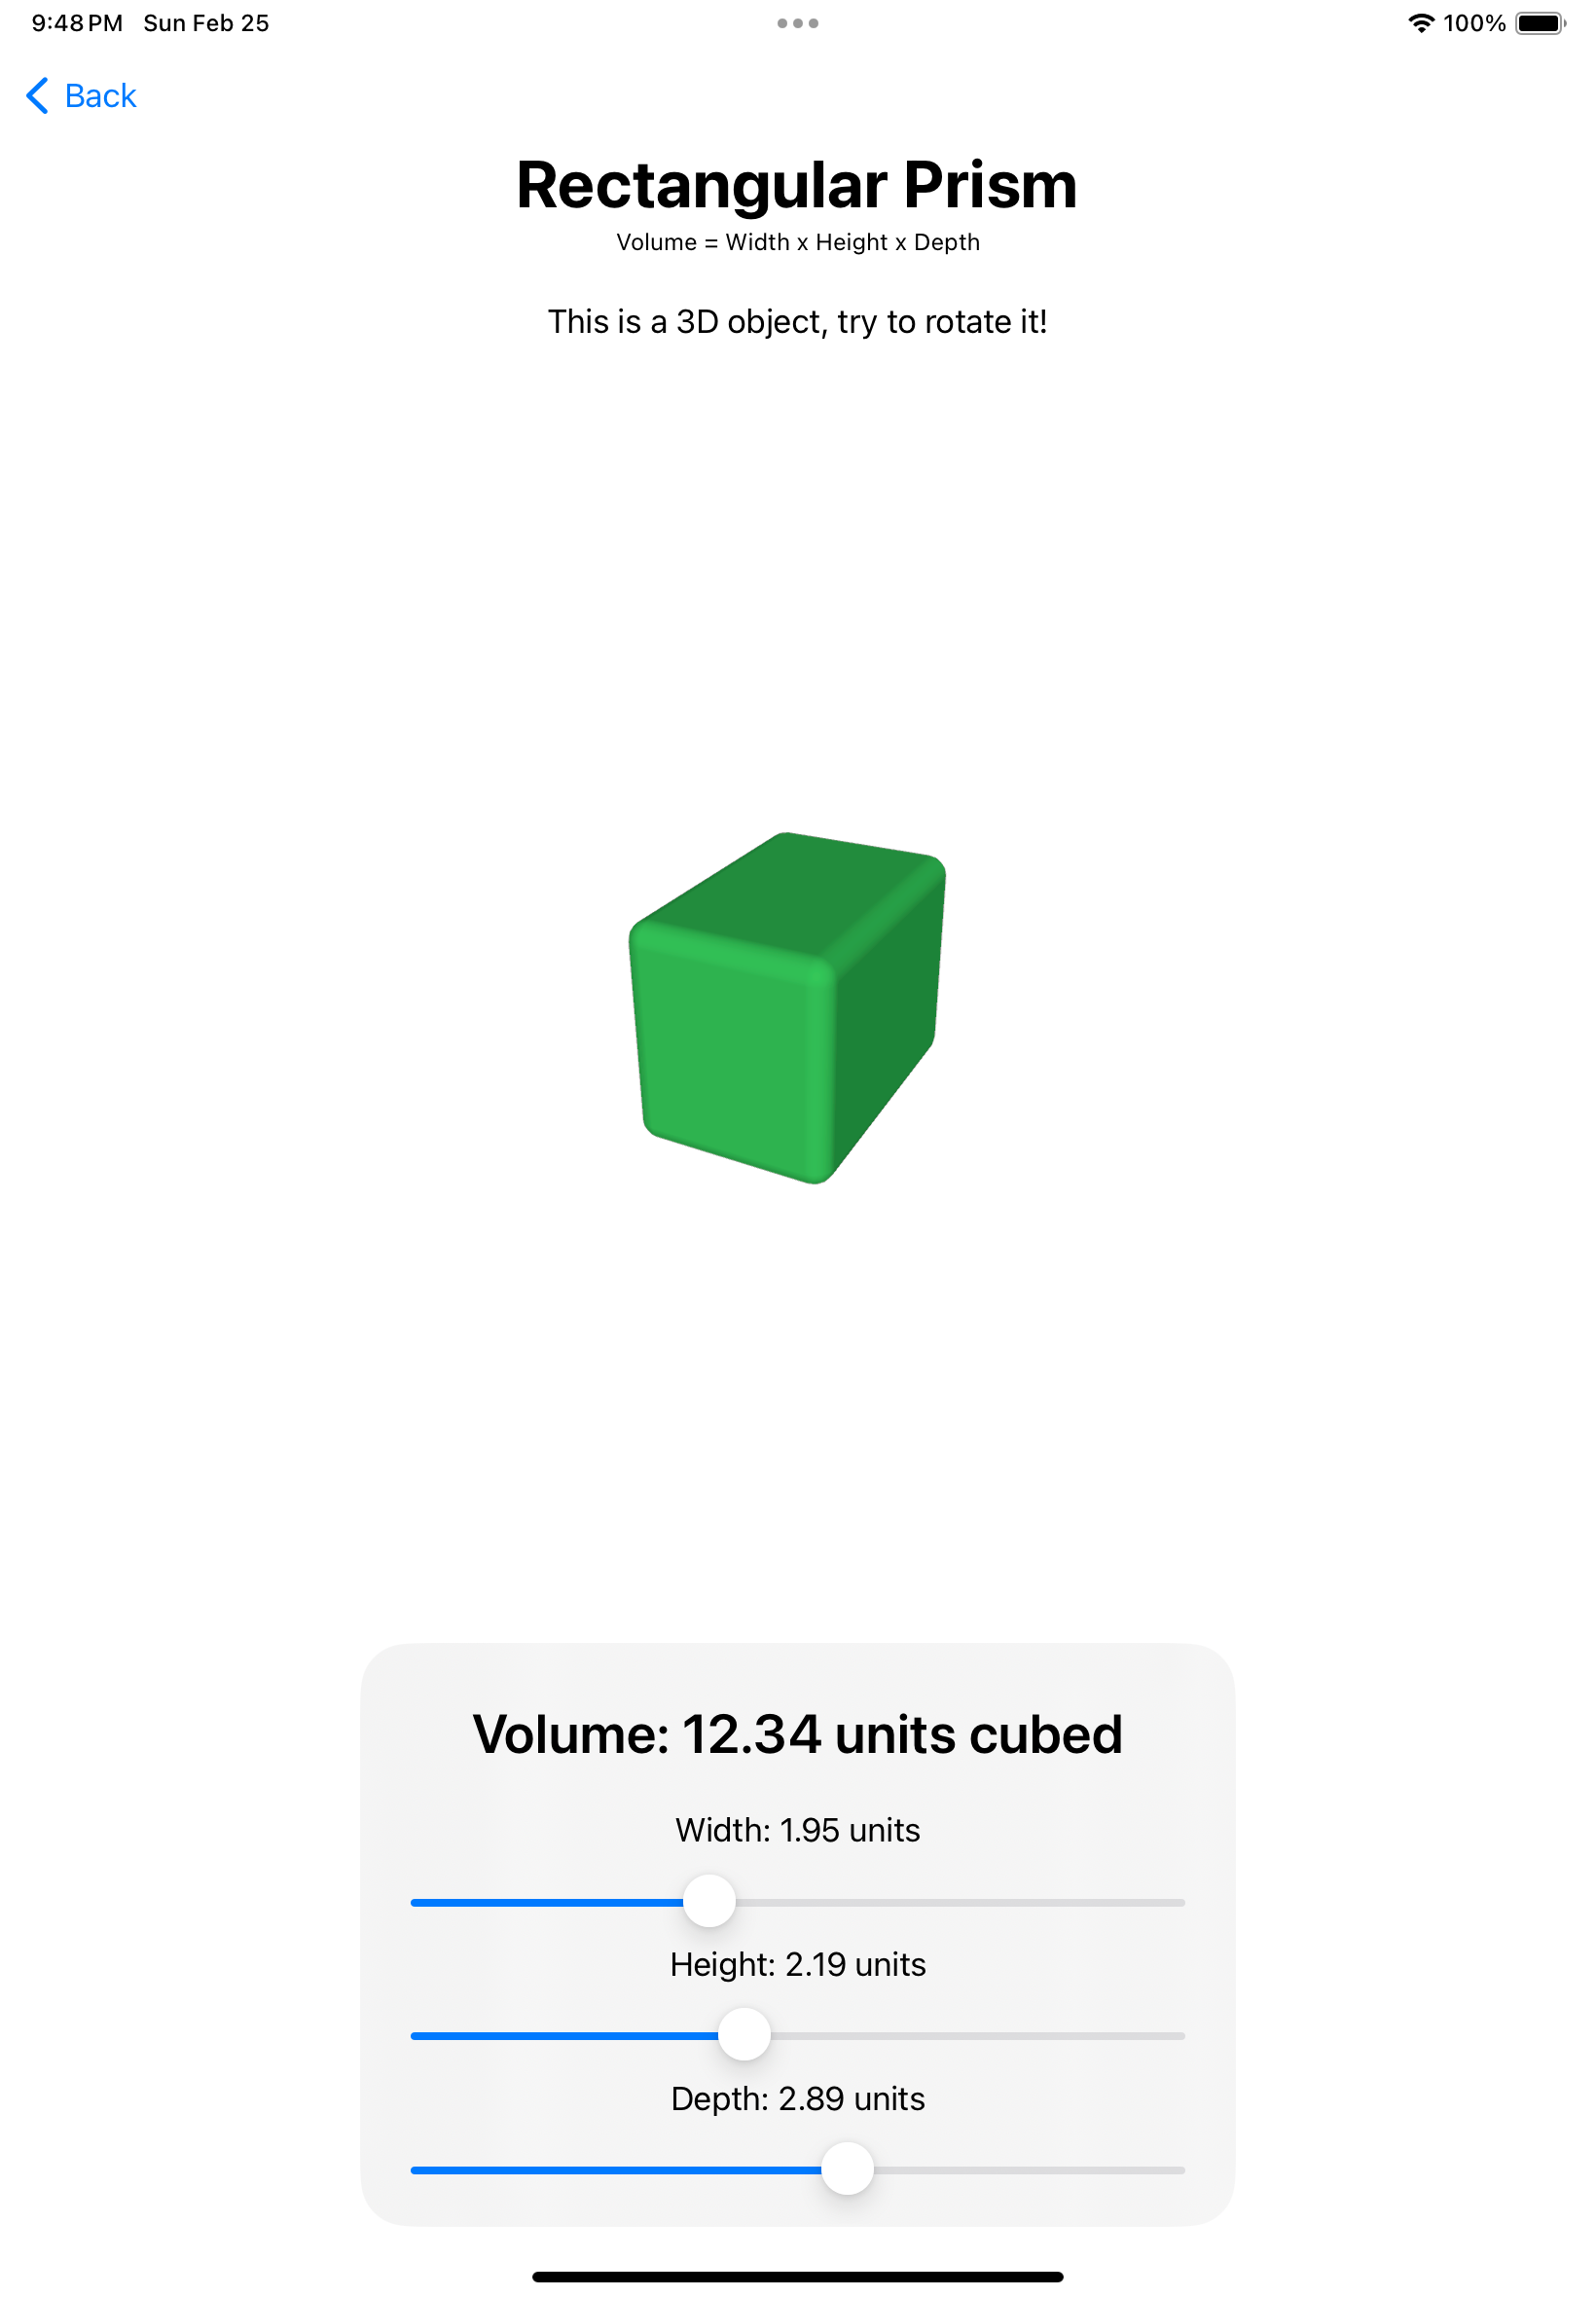 9:48 PM Sun Feb 25 100%
Back
Rectangular Prism
Volume = Width x Height x Depth
This is a 3D object, try to rotate it!
Volume: 12.34 units cubed
Width: 1.95 units
Height: 2.19 units
Depth: 2.89 units